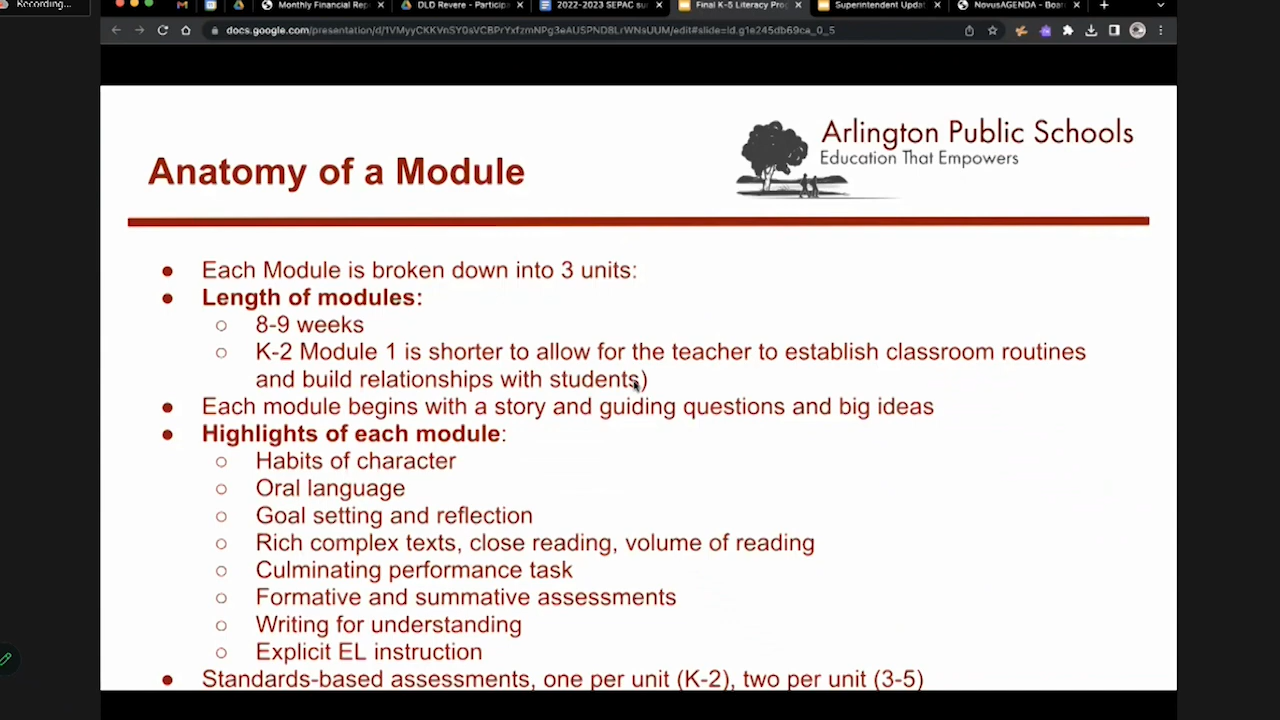 Recording...
Monthly Financial Rep
DLD Revere - Particip
2022-2023 SEPAC su
Final K-5 Literacy Pro
Superintendent Updat
NovusAGENDA - Boar
docs.google.com/presentation/d/1VMyyCKKVnSY0sVCBPrYxfzmNPg3eAUSPND8LrWNsUUM/edit#slide=id.g1e245db69ca_0_5
Arlington Public Schools
Education That Empowers
Anatomy of a Module
● Each Module is broken down into 3 units:
● Length of modules:
○ 8-9 weeks
○ K-2 Module 1 is shorter to allow for the teacher to establish classroom routines
and build relationships with students)
● Each module begins with a story and guiding questions and big ideas
● Highlights of each module:
○ Habits of character
○ Oral language
○ Goal setting and reflection
○ Rich complex texts, close reading, volume of reading
○ Culminating performance task
○ Formative and summative assessments
○ Writing for understanding
○ Explicit EL instruction
● Standards-based assessments, one per unit (K-2), two per unit (3-5)